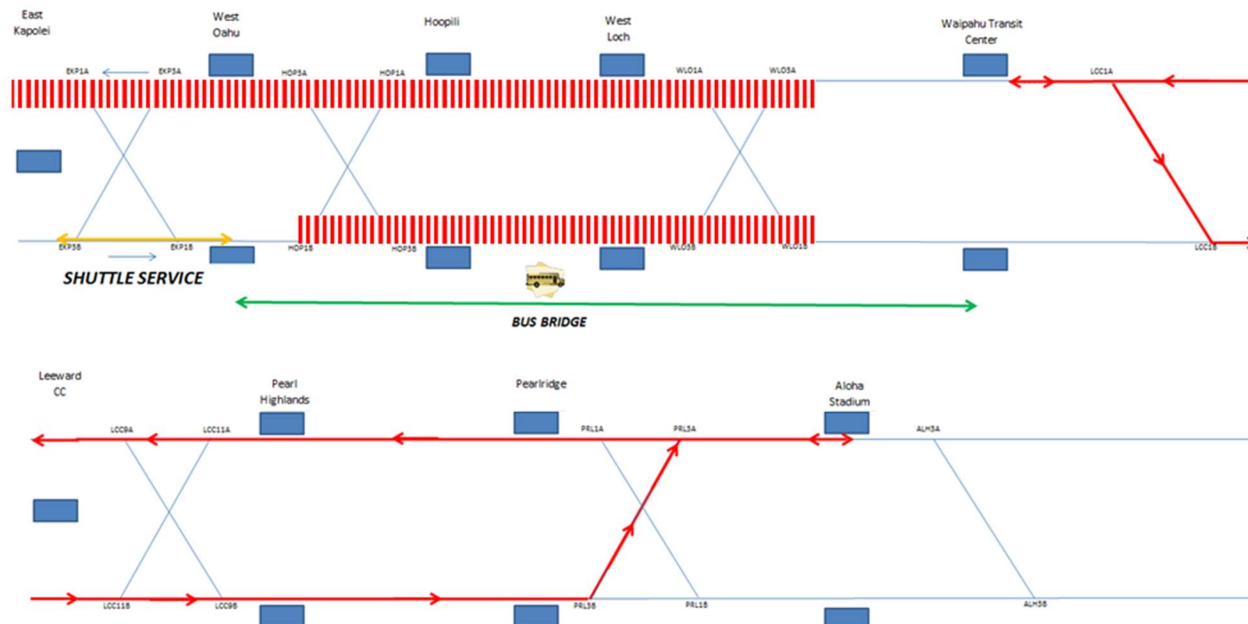 East
Kapolei
West
Oahu
Hoopili
West
Loch
Waipahu Transit
Center
EKP1A
EKP3A
HOP3A
HOP1A
WLO1A
WLO3A
LCC1A
EKP3B
EKP1B
HOP1B
HOP3B
WLO3B
WLO1B
LCC1B
SHUTTLE SERVICE
BUS BRIDGE
Leeward
CC
Pearl
Highlands
Pearlridge
Aloha
Stadium
LCC9A
LCC11A
PRL1A
PRL3A
ALH3A
LCC11B
LCC9B
PRL3B
PRL1B
ALH3B